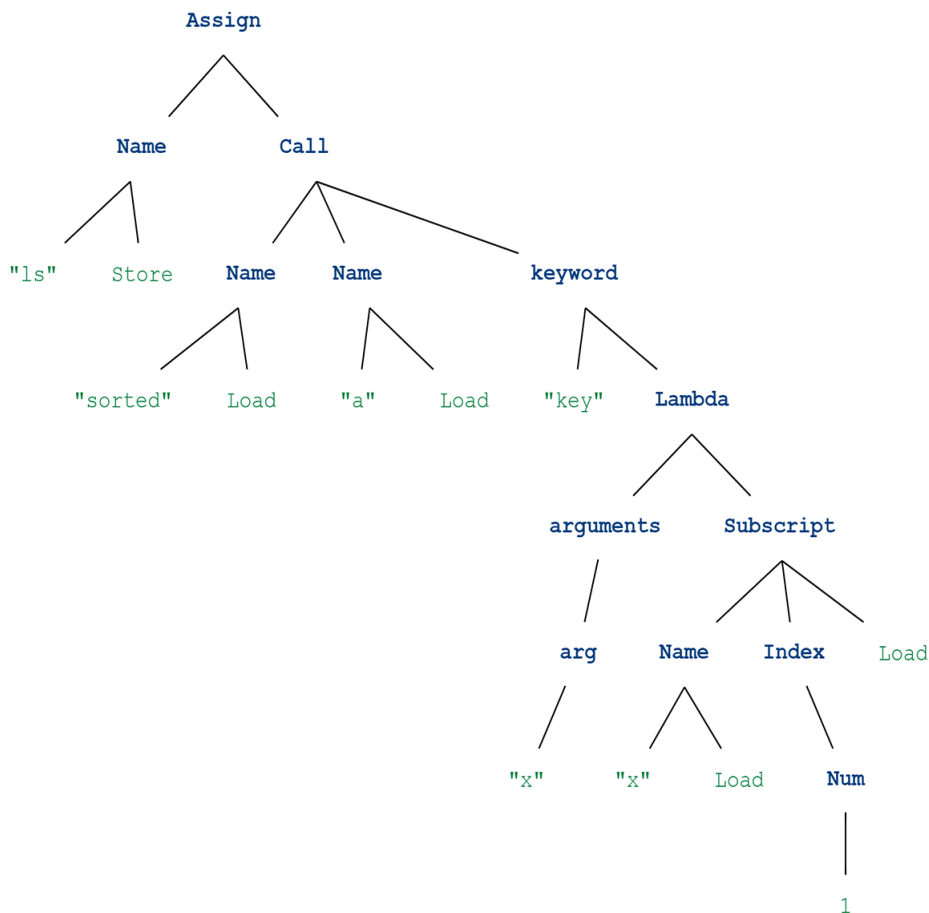 Assign
Name Call
"ls" Store Name Name keyword
"sorted" Load "a" Load "key" Lambda
arguments Subscript
arg Name Index Load
"x" "x" Load Num
1